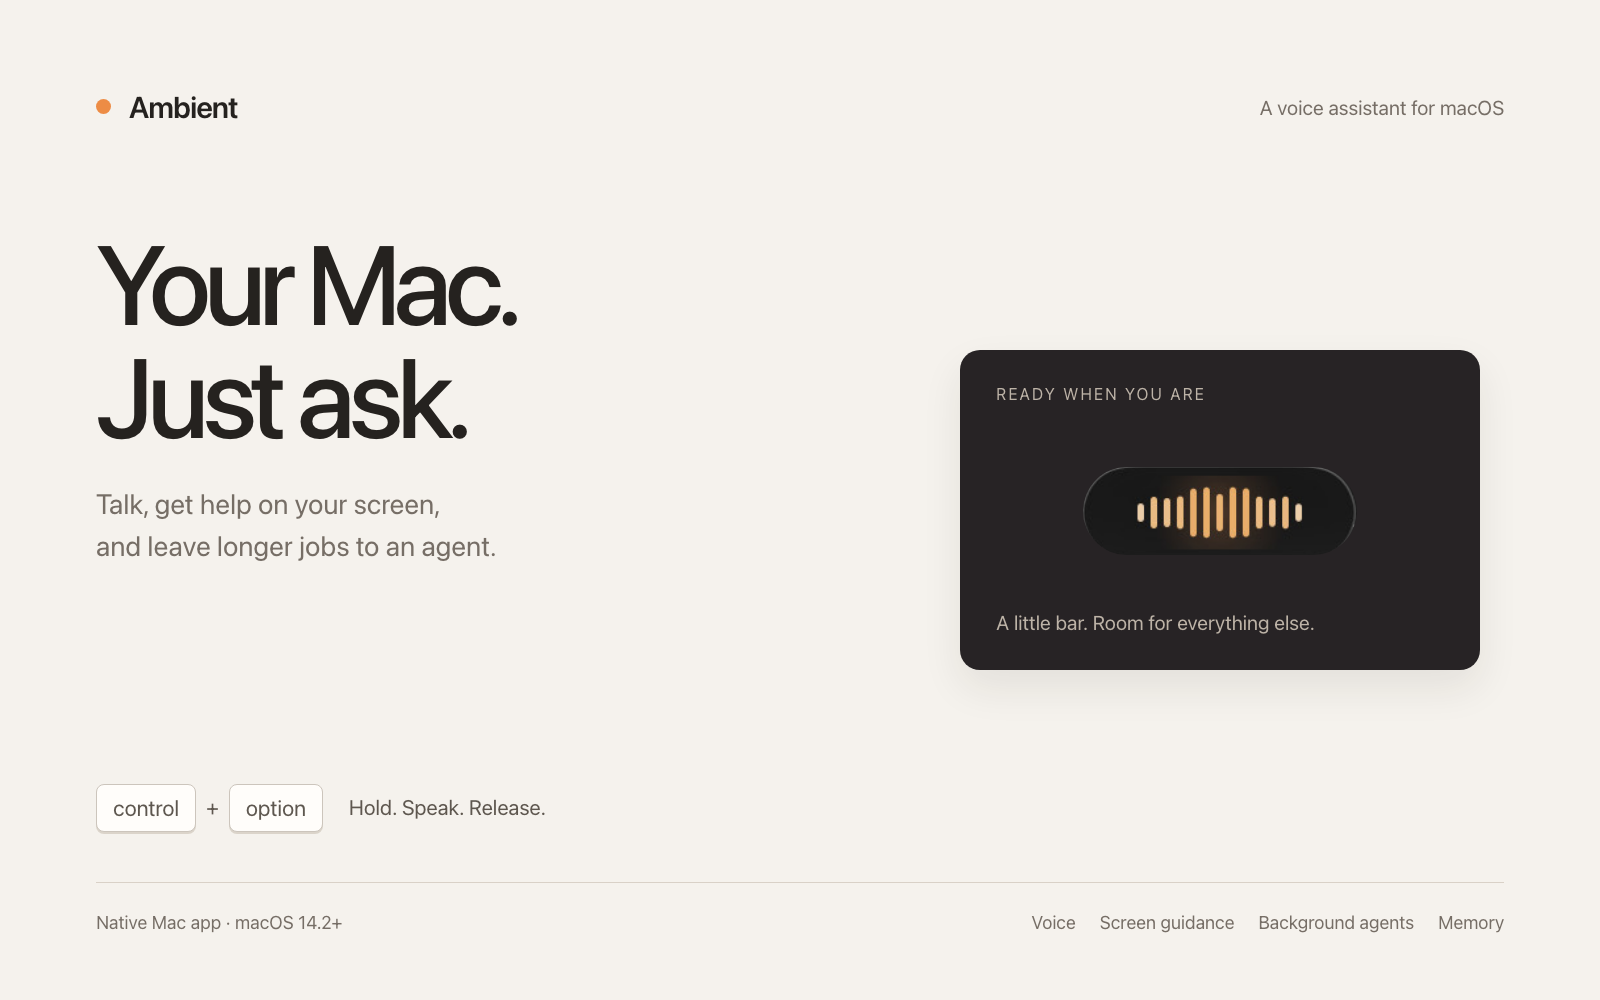 Ambient
A voice assistant for macOS
Your Mac.
Just ask.
Talk, get help on your screen,
and leave longer jobs to an agent.
READY WHEN YOU ARE
A little bar. Room for everything else.
control + option Hold. Speak. Release.
Native Mac app · macOS 14.2+
Voice Screen guidance Background agents Memory